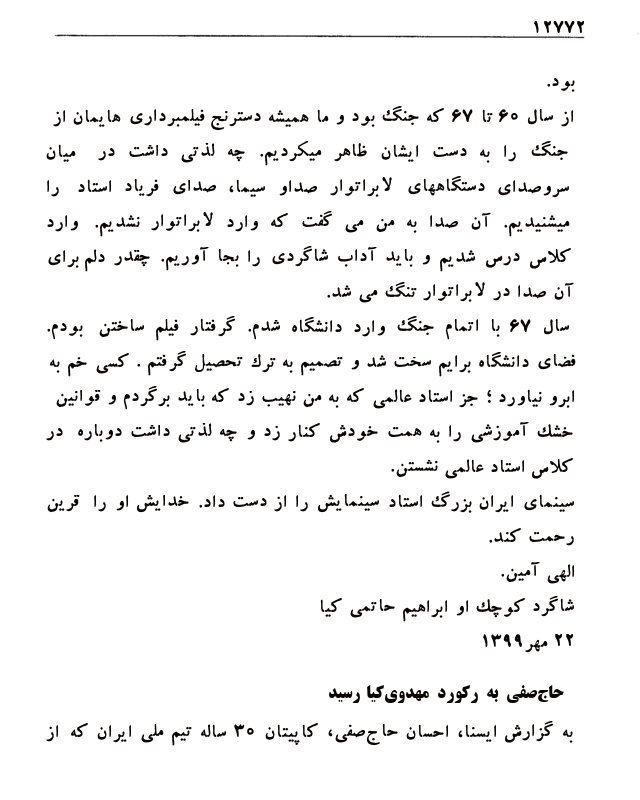 ۱۲۷۷۲
بود.
از سال ۶۰ تا ۶۷ که جنگ بود و ما همیشه دسترنج فیلمبرداری هایمان از
جنگ را به دست ایشان ظاهر میکردیم. چه لذتی داشت در میان
سروصدای دستگاههای لابراتوار صداو سیما، صدای فریاد استاد را
میشنیدیم. آن صدا به من می گفت که وارد لابراتوار نشدیم. وارد
کلاس درس شدیم و باید آداب شاگردی را بجا آوریم. چقدر دلم برای
آن صدا در لابراتوار تنگ می شد.
سال ۶۷ با اتمام جنگ وارد دانشگاه شدم. گرفتار فیلم ساختن بودم.
فضای دانشگاه برایم سخت شد و تصمیم به ترک تحصیل گرفتم . کسی خم به
ابرو نیاورد ؛ جز استاد عالمی که به من نهیب زد که باید برگردم و قوانین
خشک آموزشی را به همت خودش کنار زد و چه لذتی داشت دوباره در
کلاس استاد عالمی نشستن.
سینمای ایران بزرگ استاد سینمایش را از دست داد. خدایش او را قرین
رحمت کند.
الهی آمین.
شاگرد کوچک او ابراهیم حاتمی کیا
۲۲ مهر ۱۳۹۹
حاج‌صفی به رکورد مهدوی‌کیا رسید
به گزارش ایسنا، احسان حاج‌صفی، کاپیتان ۳۰ ساله تیم ملی ایران که از